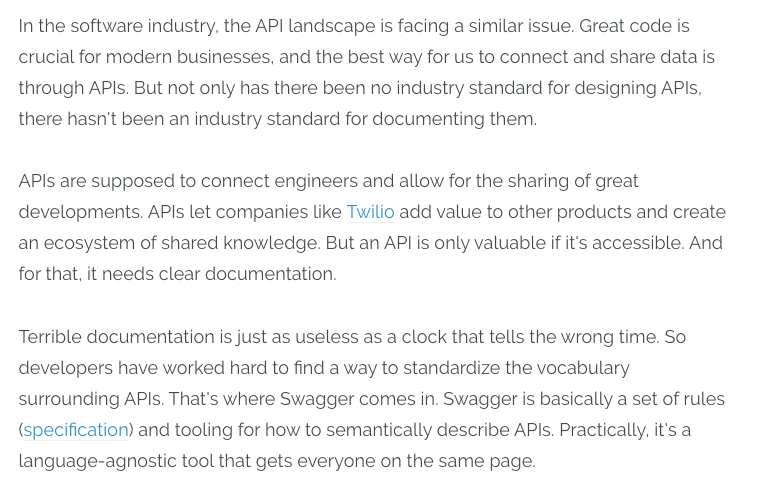 In the software industry, the API landscape is facing a similar issue. Great code is
crucial for modern businesses, and the best way for us to connect and share data is
through APIs. But not only has there been no industry standard for designing APIs,
there hasn't been an industry standard for documenting them.
APIs are supposed to connect engineers and allow for the sharing of great
developments. APIs let companies like Twilio add value to other products and create
an ecosystem of shared knowledge. But an API is only valuable if it's accessible. And
for that, it needs clear documentation.
Terrible documentation is just as useless as a clock that tells the wrong time. So
developers have worked hard to find a way to standardize the vocabulary
surrounding APIs. That's where Swagger comes in. Swagger is basically a set of rules
(specification) and tooling for how to semantically describe APIs. Practically, it's a
language-agnostic tool that gets everyone on the same page.